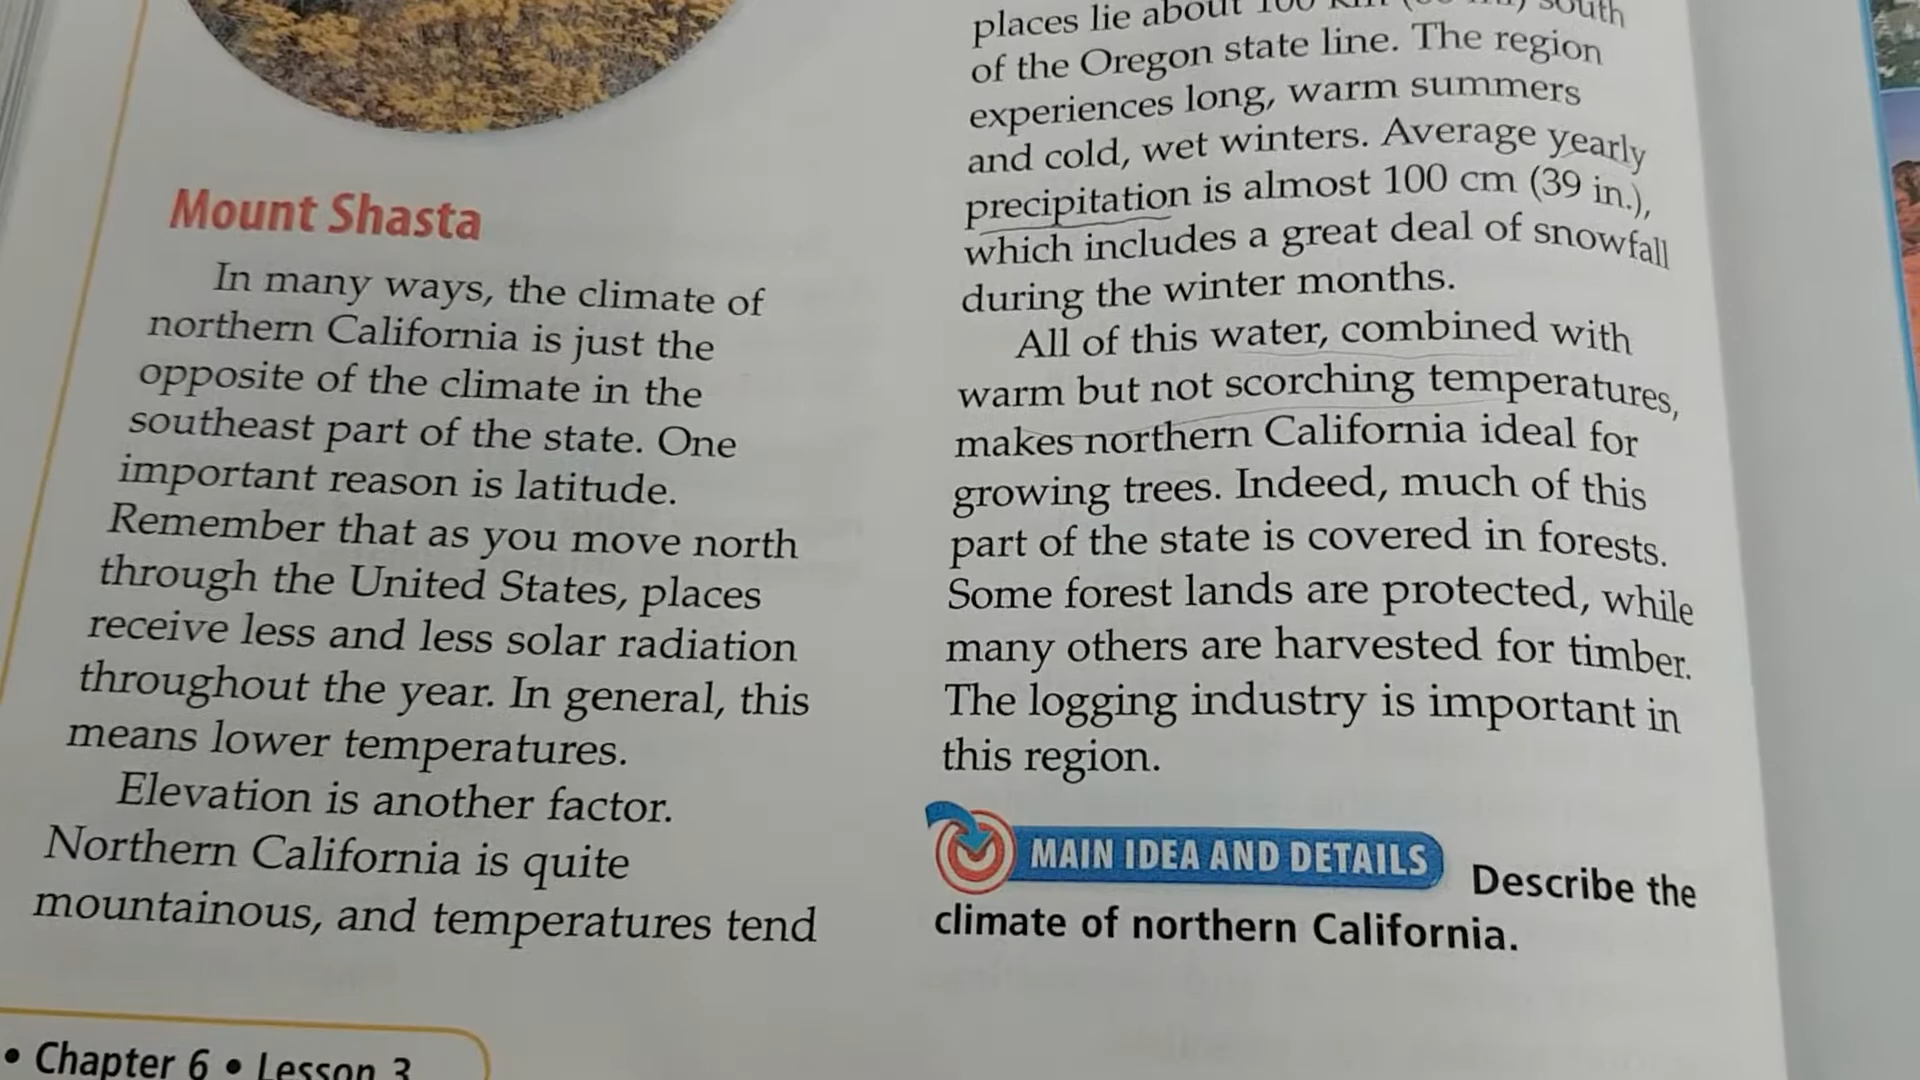 Mount Shasta
In many ways, the climate of
northern California is just the
opposite of the climate in the
southeast part of the state. One
important reason is latitude.
Remember that as you move north
through the United States, places
receive less and less solar radiation
throughout the year. In general, this
means lower temperatures.
Elevation is another factor.
Northern California is quite
mountainous, and temperatures tend
• Chapter 6 • Lesson 3
places lie about 100 km south
of the Oregon state line. The region
experiences long, warm summers
and cold, wet winters. Average yearly
precipitation is almost 100 cm (39 in.),
which includes a great deal of snowfall
during the winter months.
All of this water, combined with
warm but not scorching temperatures,
makes northern California ideal for
growing trees. Indeed, much of this
part of the state is covered in forests.
Some forest lands are protected, while
many others are harvested for timber.
The logging industry is important in
this region.
MAIN IDEA AND DETAILS Describe the
climate of northern California.